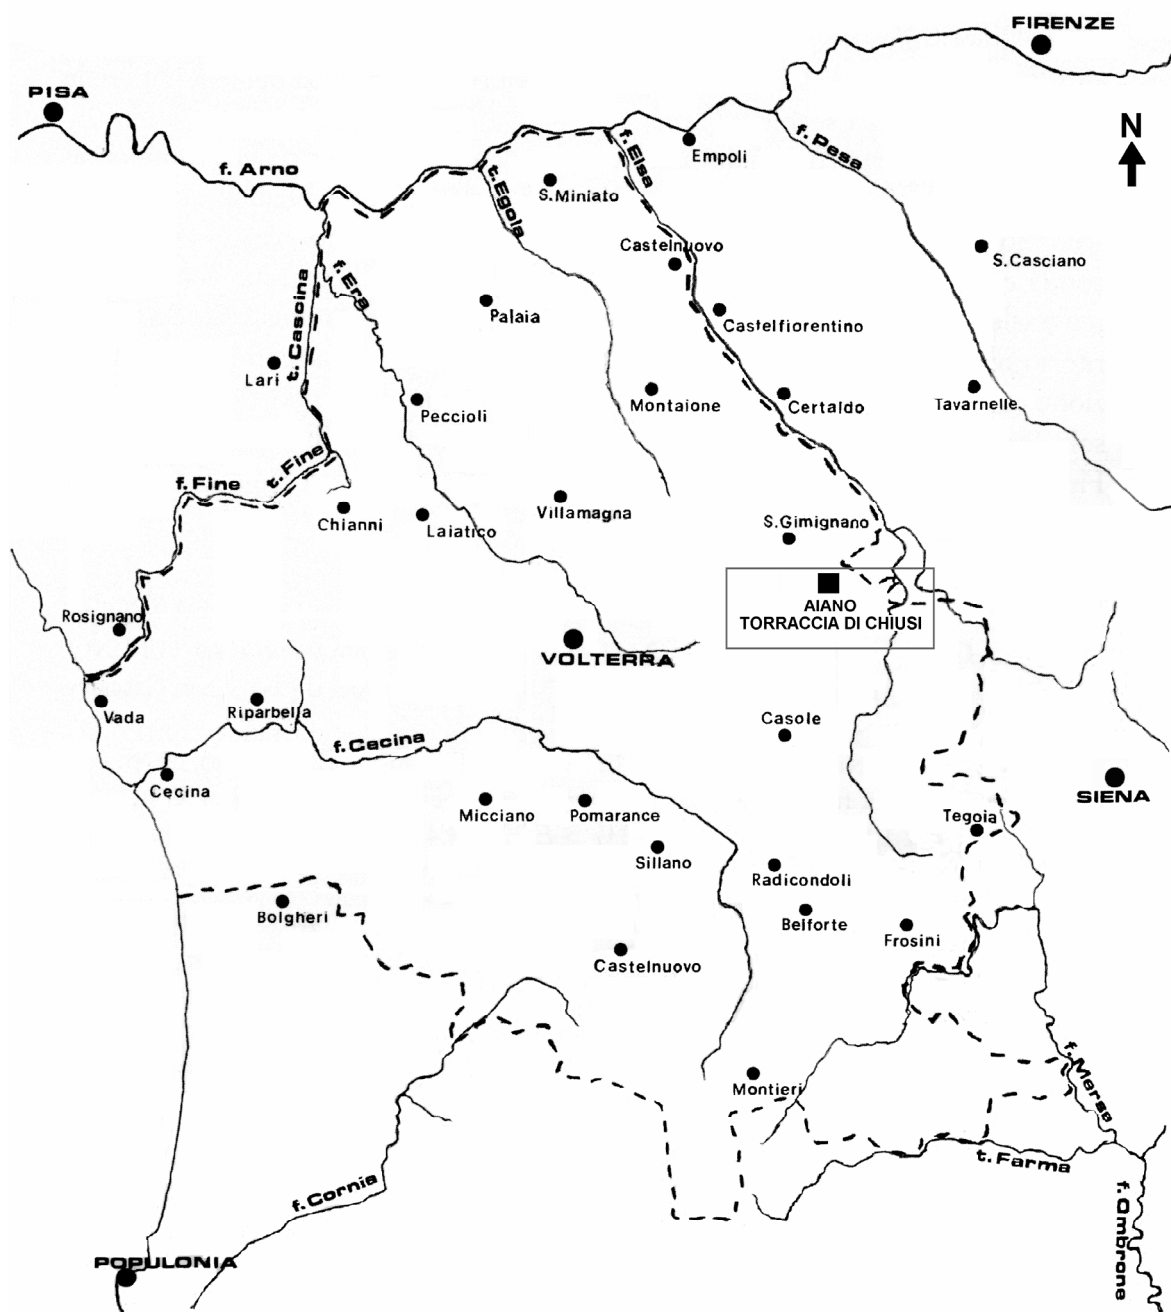 FIRENZE
PISA
N
f. Elsa
f. Pesa
Empoli
f. Arno
t. Egola
S. Miniato
Castelnuovo
S. Casciano
f. Era
t. Cascina
Palaia
Castelfiorentino
Lari
Peccioli
Montaione
Certaldo
Tavarnelle
t. Fine
f. Fine
Chianni
Laiatico
Villamagna
S. Gimignano
AIANO
TORRACCIA DI CHIUSI
Rosignano
VOLTERRA
Vada
Riparbella
Casole
f. Cecina
Cecina
SIENA
Micciano
Pomarance
Tegoia
Sillano
Radicondoli
Bolgheri
Belforte
Frosini
Castelnuovo
Montieri
f. Merse
t. Farma
f. Cornia
f. Ombrone
POPULONIA